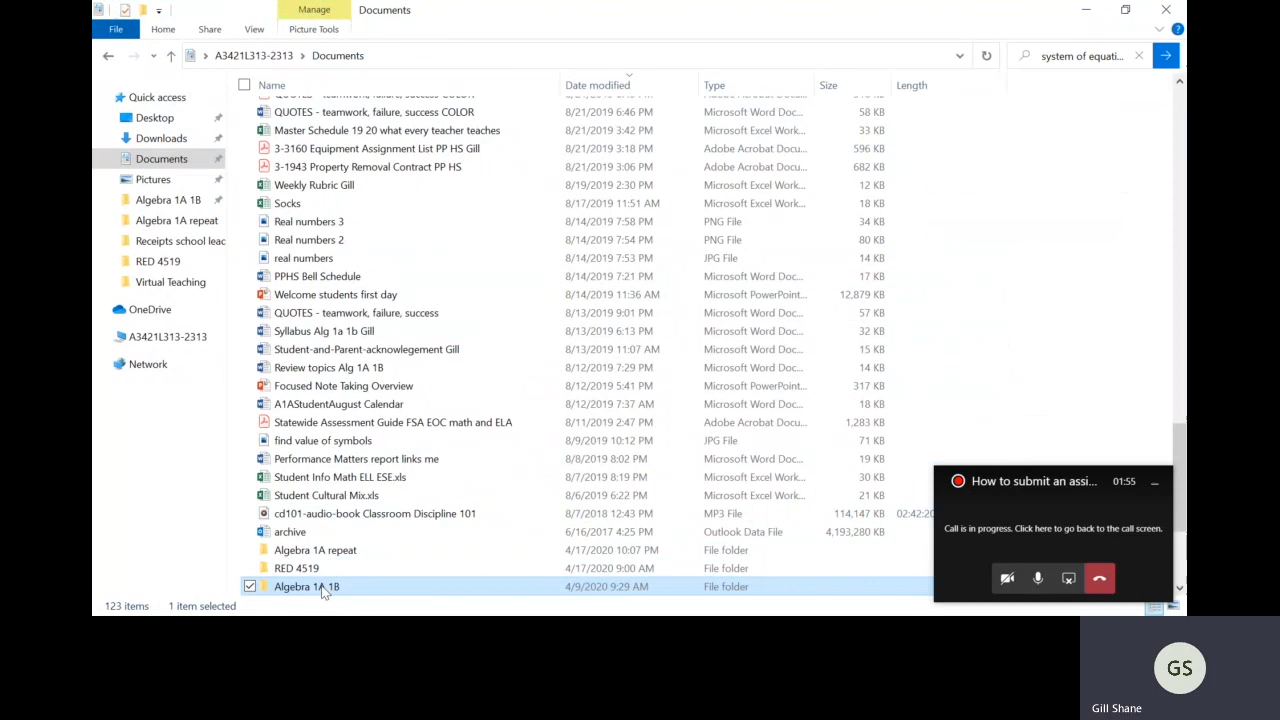 Manage
Documents
File
Home
Share
View
Picture Tools
A3421L313-2313
Documents
system of equati...
Name
Date modified
Type
Size
Length
QUOTES - teamwork, failure, success COLOR
QUOTES - teamwork, failure, success COLOR 8/21/2019 6:46 PM Microsoft Word Doc... 58 KB
Master Schedule 19 20 what every teacher teaches 8/21/2019 3:42 PM Microsoft Excel Work... 33 KB
3-3160 Equipment Assignment List PP HS Gill 8/21/2019 3:18 PM Adobe Acrobat Docu... 596 KB
3-1943 Property Removal Contract PP HS 8/21/2019 3:06 PM Adobe Acrobat Docu... 682 KB
Weekly Rubric Gill 8/19/2019 2:30 PM Microsoft Excel Work... 12 KB
Socks 8/17/2019 11:51 AM Microsoft Excel Work... 18 KB
Real numbers 3 8/14/2019 7:58 PM PNG File 34 KB
Real numbers 2 8/14/2019 7:54 PM PNG File 80 KB
real numbers 8/14/2019 7:53 PM JPG File 14 KB
PPHS Bell Schedule 8/14/2019 7:21 PM Microsoft Word Doc... 17 KB
Welcome students first day 8/14/2019 11:36 AM Microsoft PowerPoint... 12,879 KB
QUOTES - teamwork, failure, success 8/13/2019 9:01 PM Microsoft Word Doc... 57 KB
Syllabus Alg 1a 1b Gill 8/13/2019 6:13 PM Microsoft Word Doc... 32 KB
Student-and-Parent-acknowlegement Gill 8/13/2019 11:07 AM Microsoft Word Doc... 15 KB
Review topics Alg 1A 1B 8/12/2019 7:29 PM Microsoft Word Doc... 14 KB
Focused Note Taking Overview 8/12/2019 5:41 PM Microsoft PowerPoint... 317 KB
A1AStudentAugust Calendar 8/12/2019 7:37 AM Microsoft Word Doc... 18 KB
Statewide Assessment Guide FSA EOC math and ELA 8/11/2019 2:47 PM Adobe Acrobat Docu... 1,283 KB
find value of symbols 8/9/2019 10:12 PM JPG File 71 KB
Performance Matters report links me 8/8/2019 8:02 PM Microsoft Word Doc... 19 KB
Student Info Math ELL ESE.xls 8/7/2019 8:19 PM Microsoft Excel Work... 30 KB
Student Cultural Mix.xls 8/6/2019 6:22 PM Microsoft Excel Work... 21 KB
cd101-audio-book Classroom Discipline 101 8/7/2018 12:43 PM MP3 File 114,147 KB 02:42:20
archive 6/16/2017 4:25 PM Outlook Data File 4,193,280 KB
Algebra 1A repeat 4/17/2020 10:07 PM File folder
RED 4519 4/17/2020 9:00 AM File folder
Algebra 1A 1B 4/9/2020 9:29 AM File folder
Quick access
Desktop
Downloads
Documents
Pictures
Algebra 1A 1B
Algebra 1A repeat
Receipts school leac
RED 4519
Virtual Teaching
OneDrive
A3421L313-2313
Network
123 items
1 item selected
How to submit an assi... 01:55
Call is in progress. Click here to go back to the call screen.
GS
Gill Shane